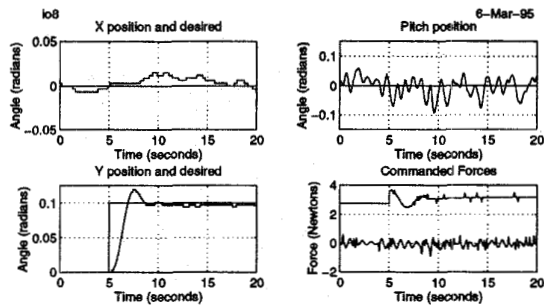 io8
6-Mar-95
X position and desired
Pitch position
0.05
0
-0.05
Angle (radians)
0 5 10 15 20
Time (seconds)
0.1
0
-0.1
Angle (radians)
0 5 10 15 20
Time (seconds)
Y position and desired
Commanded Forces
0.1
0.05
0
Angle (radians)
0 5 10 15 20
Time (seconds)
4
2
0
-2
Force (Newtons)
0 5 10 15 20
Time (seconds)